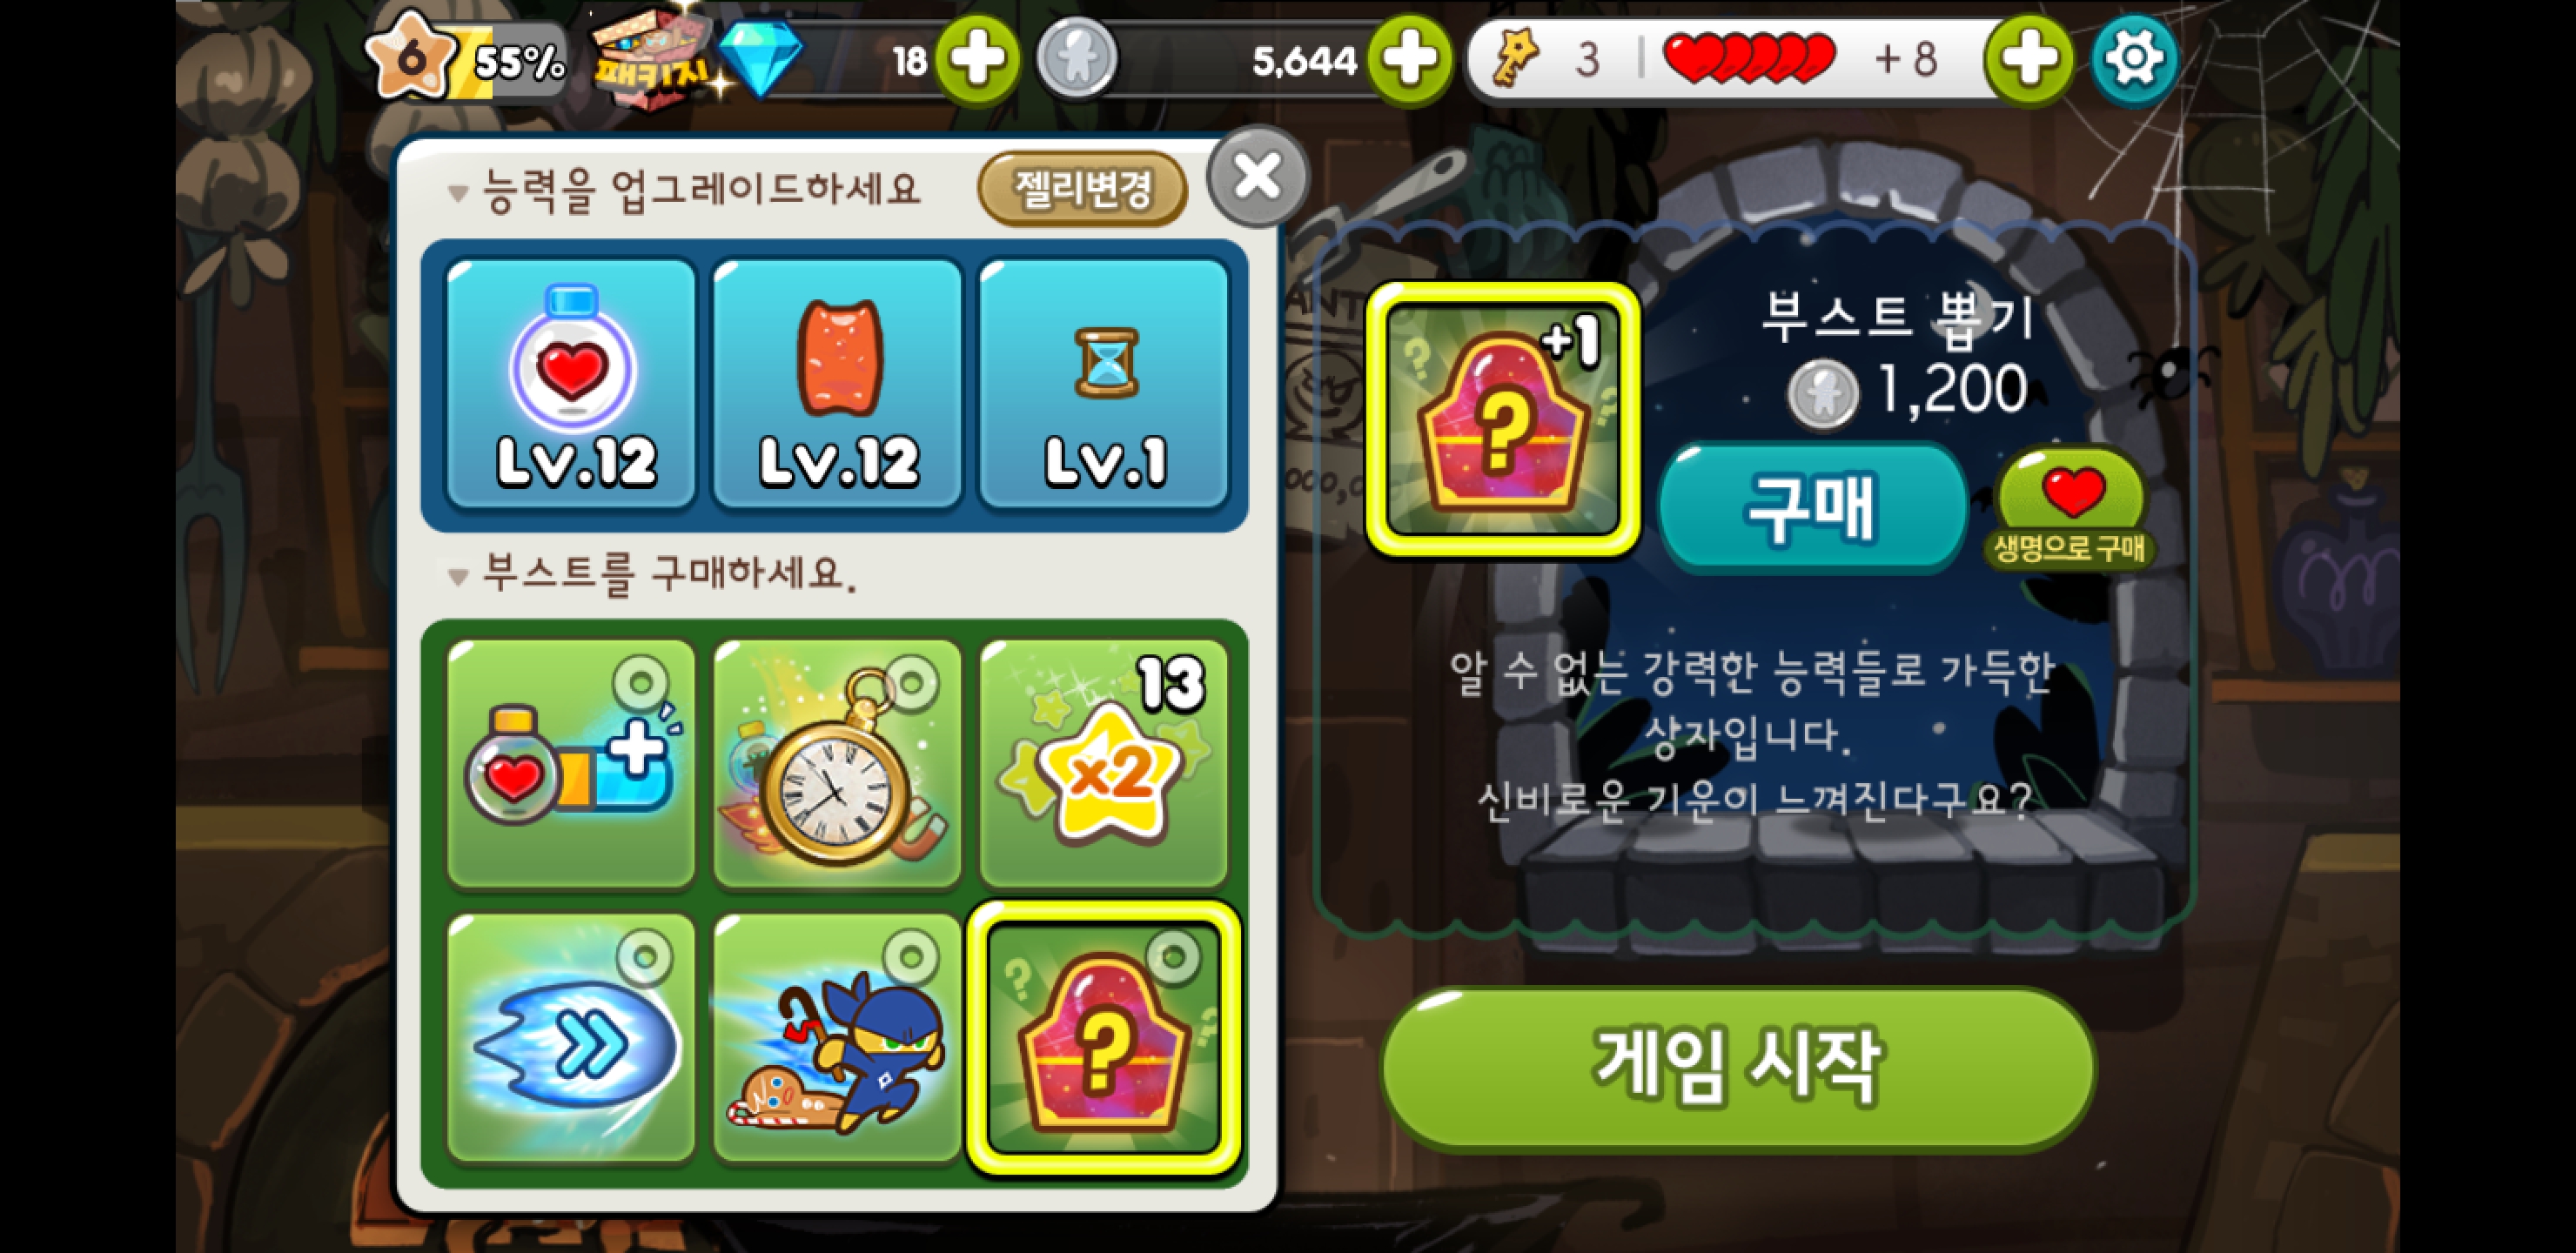 6 55% 패키지 18 5,644 3 +8
능력을 업그레이드하세요 젤리변경
Lv.12 Lv.12 Lv.1
부스트를 구매하세요.
13
x2
?
+1
?
부스트 뽑기
1,200
구매
생명으로 구매
알 수 없는 강력한 능력들로 가득한
상자입니다.
신비로운 기운이 느껴진다구요?
게임 시작